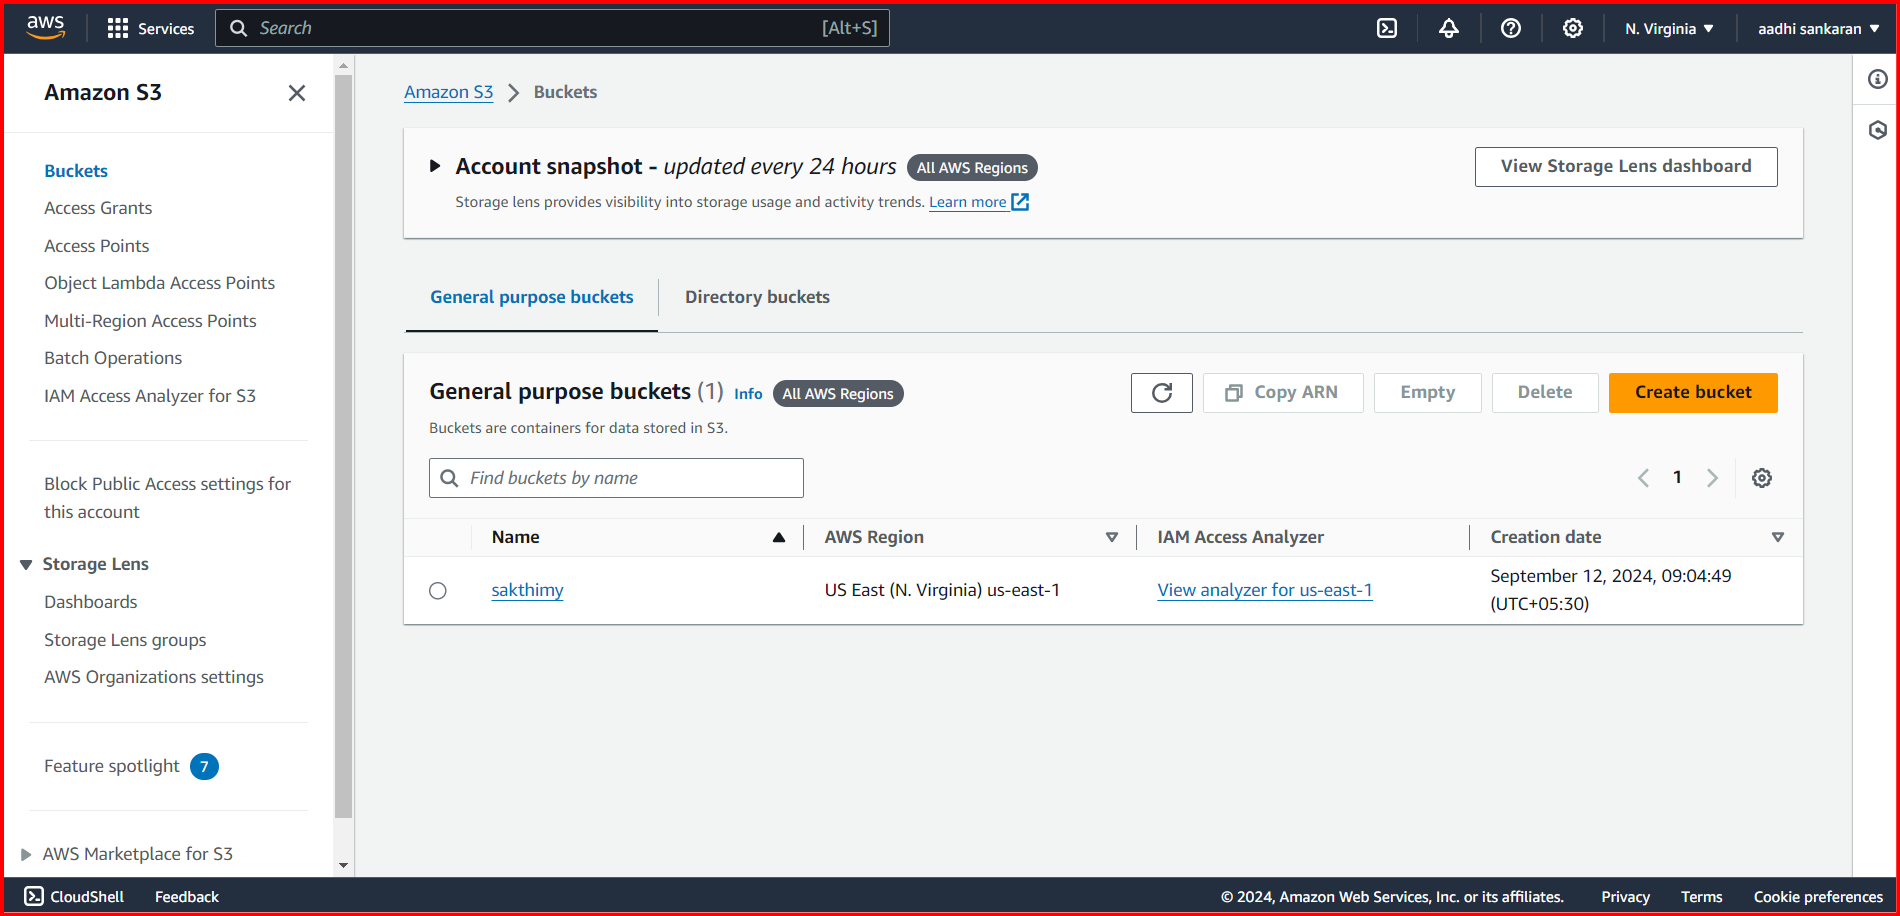 aws
Services
Search [Alt+S]
N. Virginia
aadhi sankaran
Amazon S3
Buckets
Access Grants
Access Points
Object Lambda Access Points
Multi-Region Access Points
Batch Operations
IAM Access Analyzer for S3
Block Public Access settings for
this account
Storage Lens
Dashboards
Storage Lens groups
AWS Organizations settings
Feature spotlight 7
AWS Marketplace for S3
Amazon S3 > Buckets
Account snapshot - updated every 24 hours All AWS Regions
View Storage Lens dashboard
Storage lens provides visibility into storage usage and activity trends. Learn more
General purpose buckets Directory buckets
General purpose buckets (1) Info All AWS Regions
Copy ARN Empty Delete Create bucket
Buckets are containers for data stored in S3.
Find buckets by name
1
Name AWS Region IAM Access Analyzer Creation date
sakthimy US East (N. Virginia) us-east-1 View analyzer for us-east-1 September 12, 2024, 09:04:49
(UTC+05:30)
CloudShell Feedback © 2024, Amazon Web Services, Inc. or its affiliates. Privacy Terms Cookie preferences